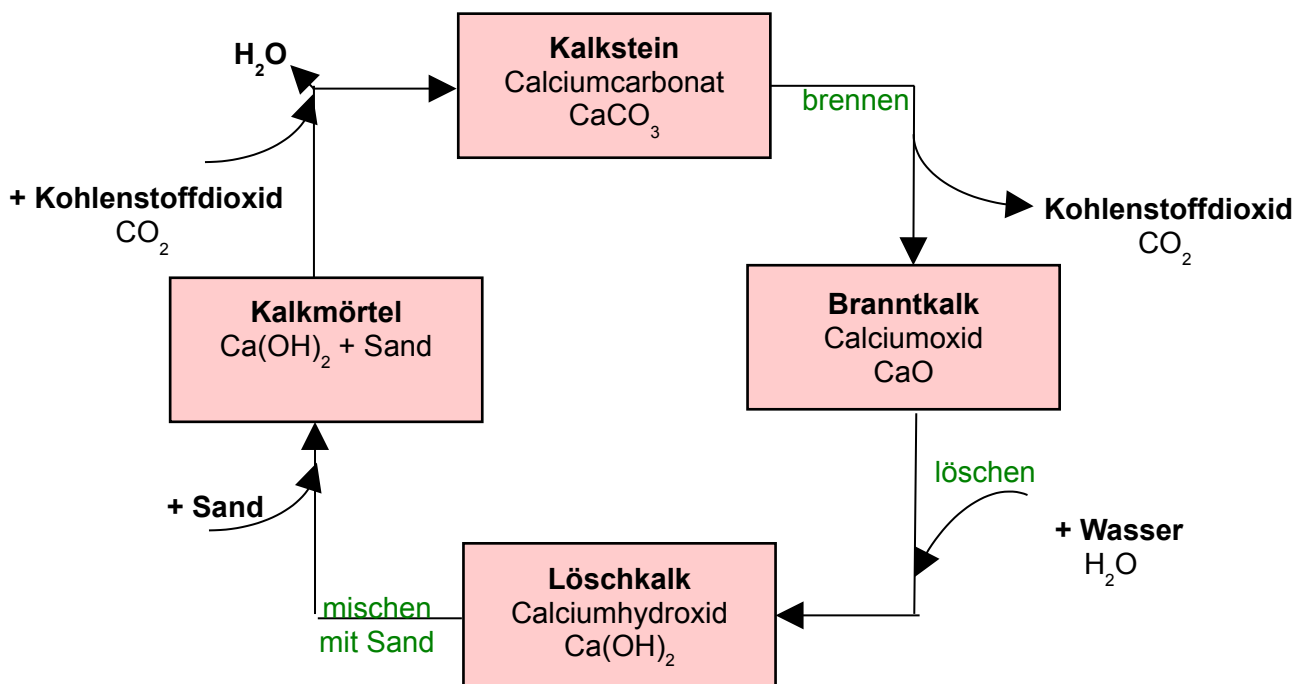 H₂O
Kalkstein
Calciumcarbonat
CaCO₃
brennen
+ Kohlenstoffdioxid
CO₂
Kohlenstoffdioxid
CO₂
Kalkmörtel
Ca(OH)₂ + Sand
Branntkalk
Calciumoxid
CaO
löschen
+ Wasser
H₂O
+ Sand
Löschkalk
Calciumhydroxid
Ca(OH)₂
mischen
mit Sand